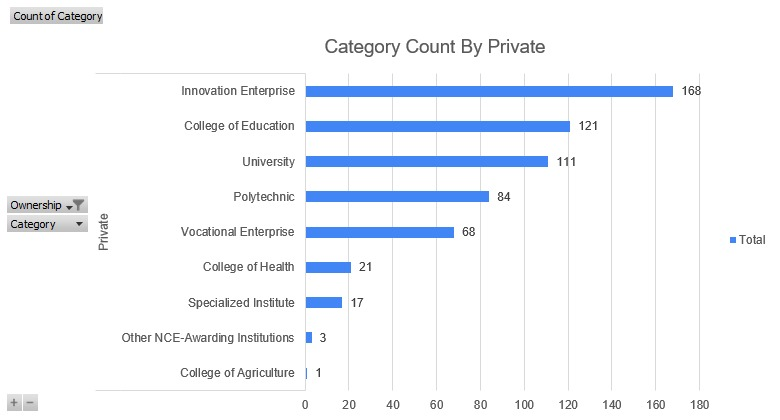 Count of Category
Category Count By Private
Innovation Enterprise 168
College of Education 121
University 111
Polytechnic 84
Vocational Enterprise 68
College of Health 21
Specialized Institute 17
Other NCE-Awarding Institutions 3
College of Agriculture 1
Ownership
Category
Private
Total
0 20 40 60 80 100 120 140 160 180